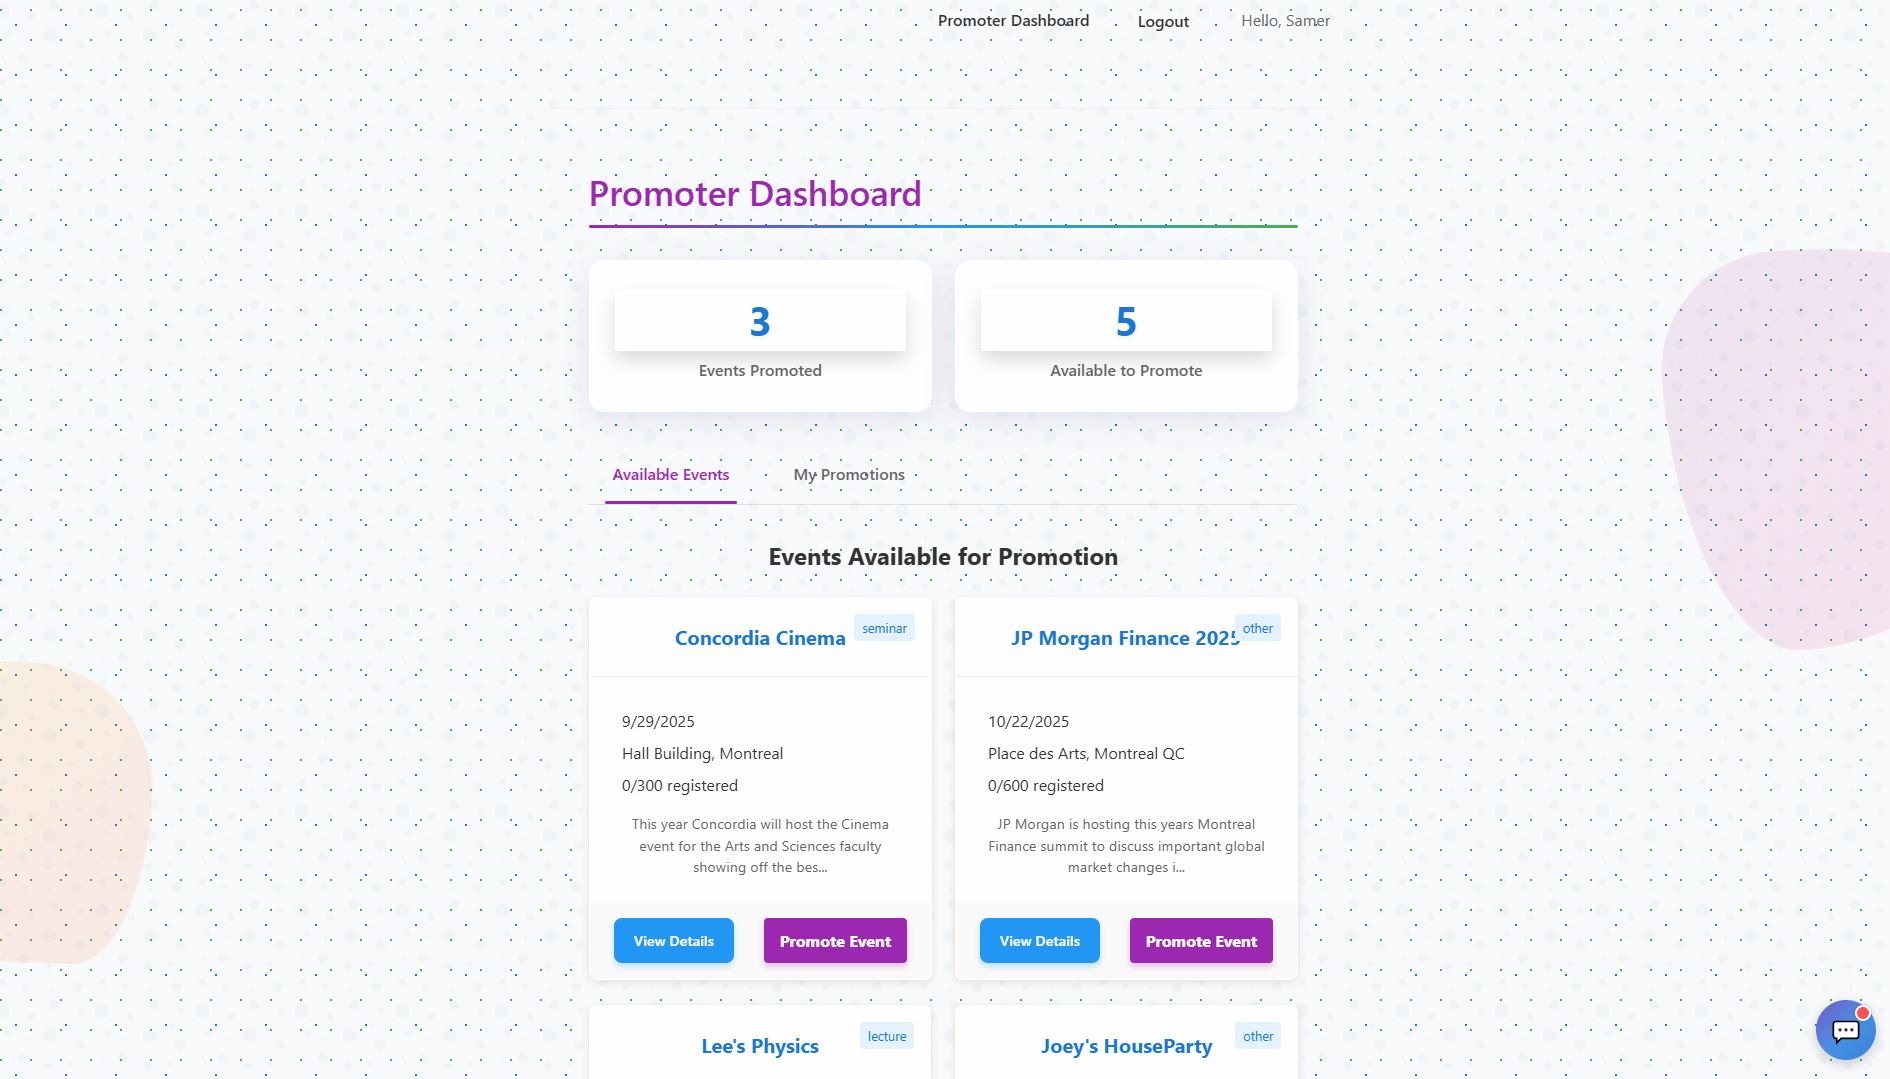 Promoter Dashboard Logout Hello, Samer
Promoter Dashboard
3
Events Promoted
5
Available to Promote
Available Events My Promotions
Events Available for Promotion
Concordia Cinema
seminar
9/29/2025
Hall Building, Montreal
0/300 registered
This year Concordia will host the Cinema
event for the Arts and Sciences faculty
showing off the bes...
View Details Promote Event
JP Morgan Finance 2025
other
10/22/2025
Place des Arts, Montreal QC
0/600 registered
JP Morgan is hosting this years Montreal
Finance summit to discuss important global
market changes i...
View Details Promote Event
Lee's Physics
lecture
Joey's HouseParty
other